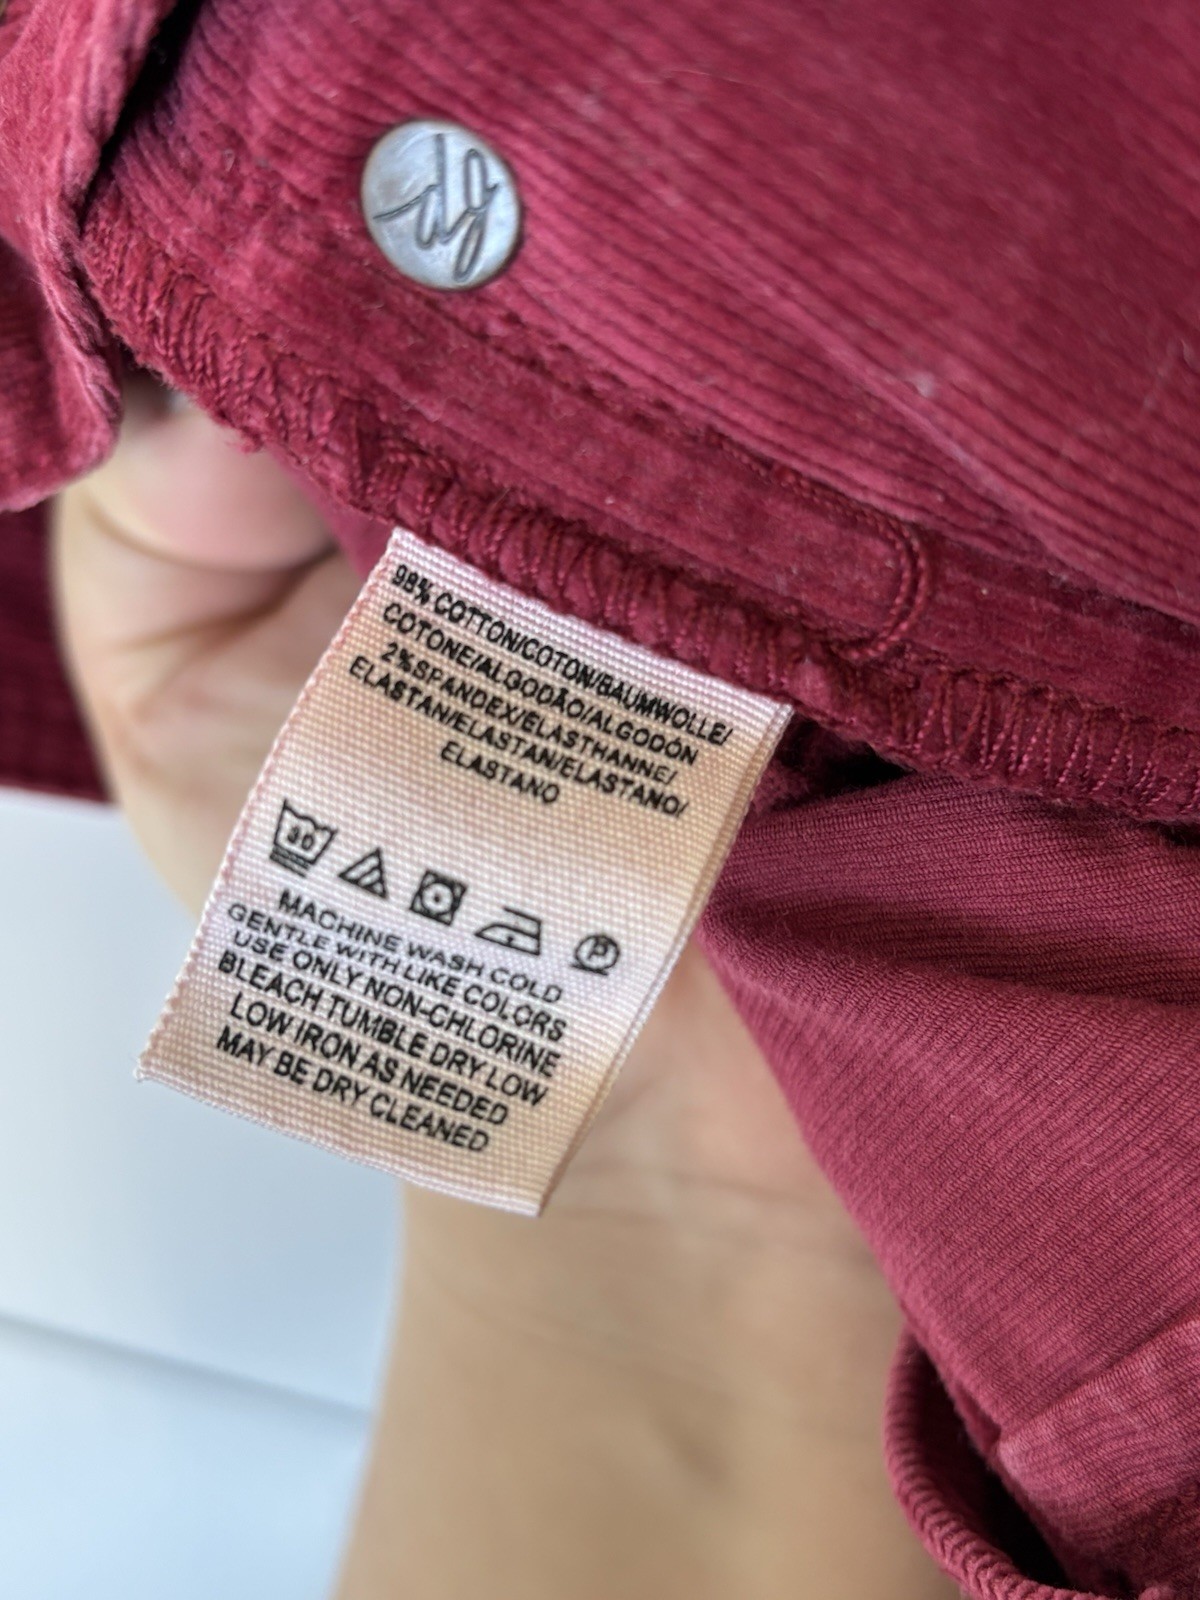 98% COTTON/COTON/BAUMWOLLE/
COTONE/ALGODÃO/ALGODÓN
2%SPANDEX/ELASTHANNE/
ELASTAN/ELASTAN/ELASTANO/
ELASTANO
30
P
MACHINE WASH COLD
GENTLE WITH LIKE COLORS
USE ONLY NON-CHLORINE
BLEACH TUMBLE DRY LOW
LOW IRON AS NEEDED
MAY BE DRY CLEANED